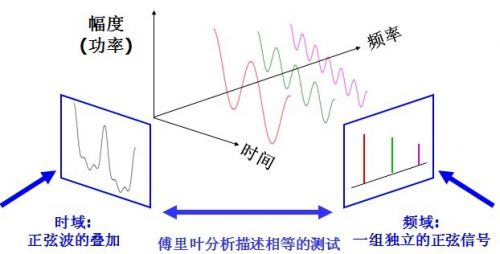 幅度
(功率)
频率
时间
时域:
正弦波的叠加
傅里叶分析描述相等的测试
频域:
一组独立的正弦信号